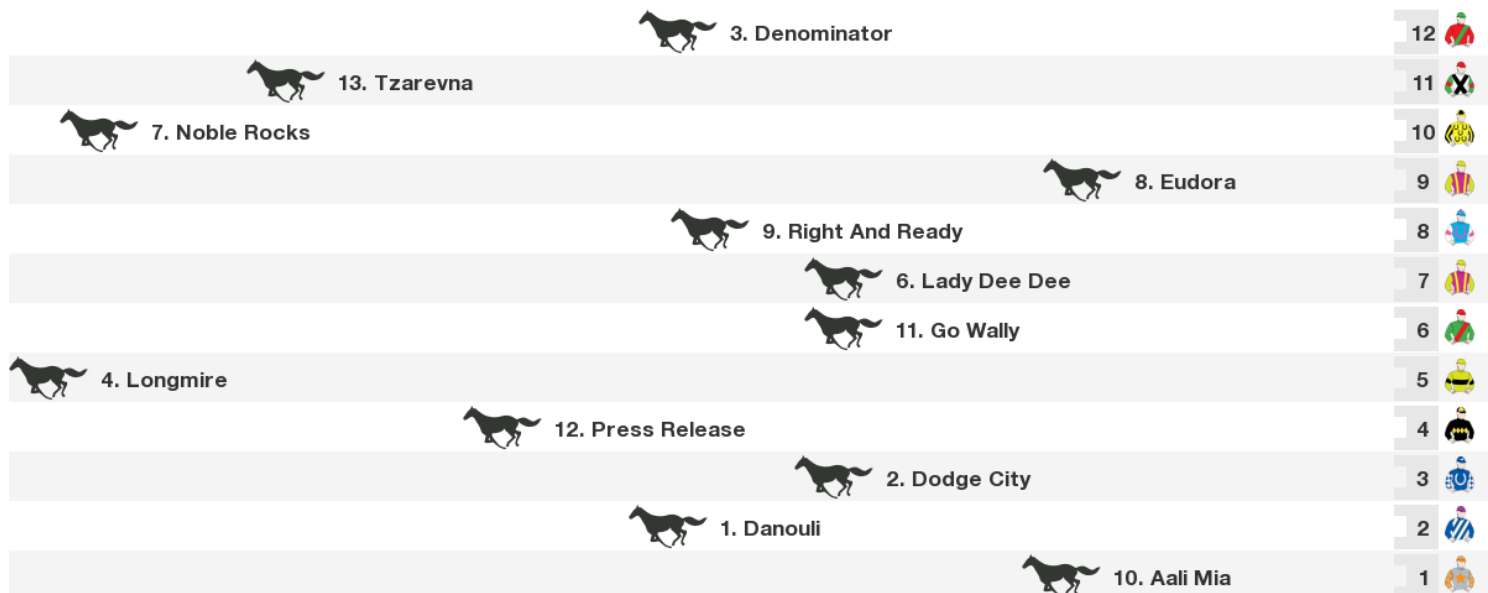 3. Denominator 12
13. Tzarevna 11
7. Noble Rocks 10
8. Eudora 9
9. Right And Ready 8
6. Lady Dee Dee 7
11. Go Wally 6
4. Longmire 5
12. Press Release 4
2. Dodge City 3
1. Danouli 2
10. Aali Mia 1